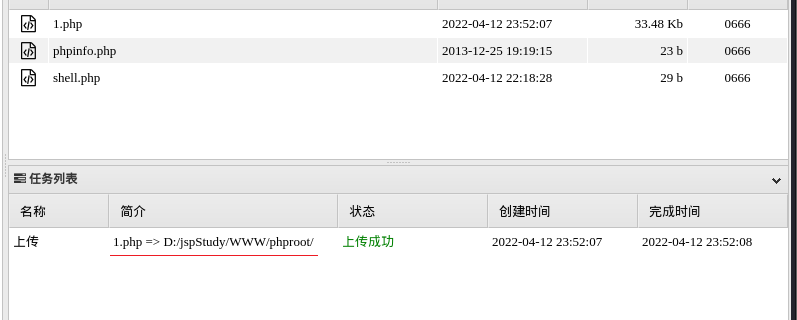 1.php 2022-04-12 23:52:07 33.48 Kb 0666
phpinfo.php 2013-12-25 19:19:15 23 b 0666
shell.php 2022-04-12 22:18:28 29 b 0666
任务列表
名称 简介 状态 创建时间 完成时间
上传 1.php => D:/jspStudy/WWW/phproot/ 上传成功 2022-04-12 23:52:07 2022-04-12 23:52:08